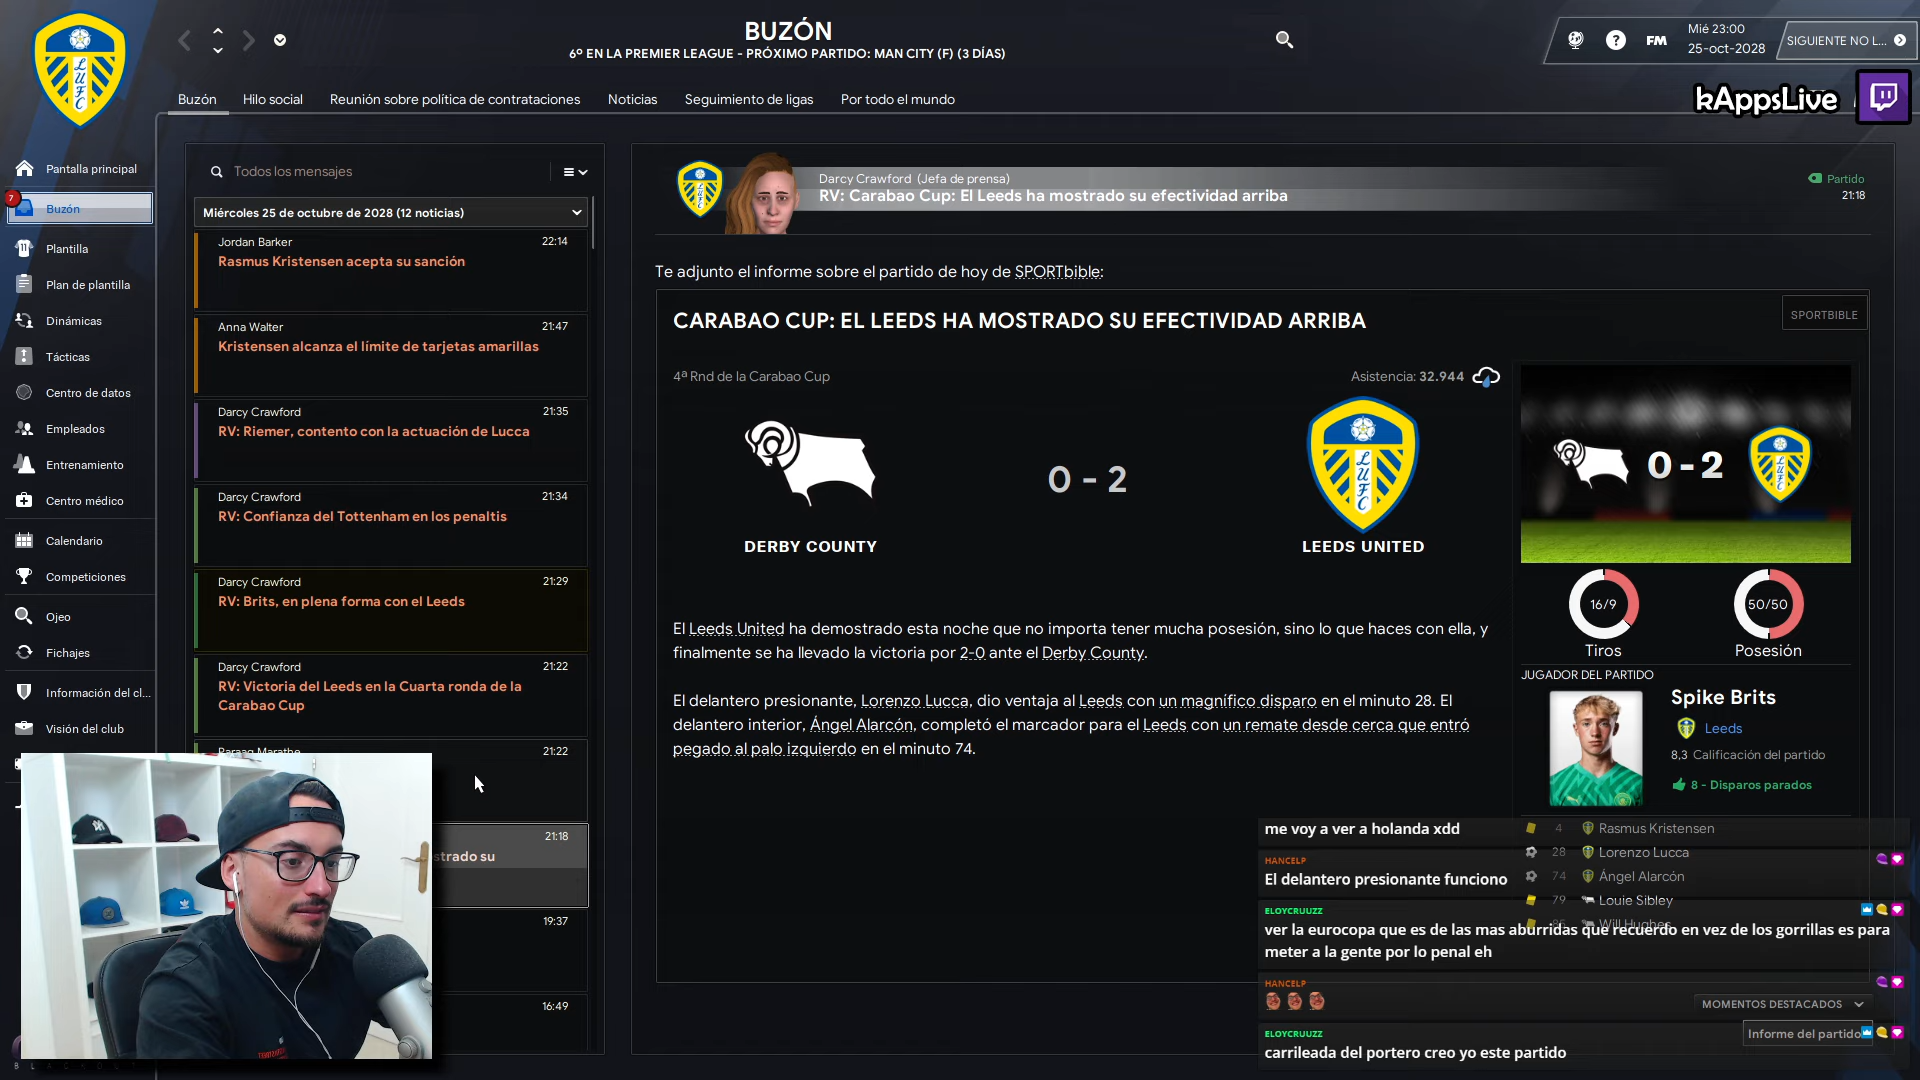 BUZÓN
6º EN LA PREMIER LEAGUE - PRÓXIMO PARTIDO: MAN CITY (F) (3 DÍAS)
FM
Mié 23:00
25-oct-2028
SIGUIENTE NO L...
kAppsLive
Buzón
Hilo social
Reunión sobre política de contrataciones
Noticias
Seguimiento de ligas
Por todo el mundo
Pantalla principal
7
Buzón
Plantilla
Plan de plantilla
Dinámicas
Tácticas
Centro de datos
Empleados
Entrenamiento
Centro médico
Calendario
Competiciones
Ojeo
Fichajes
Información del cl...
Visión del club
Todos los mensajes
Miércoles 25 de octubre de 2028 (12 noticias)
Jordan Barker 22:14
Rasmus Kristensen acepta su sanción
Anna Walter 21:47
Kristensen alcanza el límite de tarjetas amarillas
Darcy Crawford 21:35
RV: Riemer, contento con la actuación de Lucca
Darcy Crawford 21:34
RV: Confianza del Tottenham en los penaltis
Darcy Crawford 21:29
RV: Brits, en plena forma con el Leeds
Darcy Crawford 21:22
RV: Victoria del Leeds en la Cuarta ronda de la
Carabao Cup
Paraag Marathe 21:22
21:18
strado su
19:37
16:49
Darcy Crawford (Jefa de prensa)
RV: Carabao Cup: El Leeds ha mostrado su efectividad arriba
Partido
21:18
Te adjunto el informe sobre el partido de hoy de SPORTbible:
CARABAO CUP: EL LEEDS HA MOSTRADO SU EFECTIVIDAD ARRIBA
SPORTBIBLE
4ª Rnd de la Carabao Cup
Asistencia: 32.944
LUFC
0 - 2
DERBY COUNTY
LEEDS UNITED
0 - 2
16/9
50/50
Tiros
Posesión
El Leeds United ha demostrado esta noche que no importa tener mucha posesión, sino lo que haces con ella, y
finalmente se ha llevado la victoria por 2-0 ante el Derby County.
El delantero presionante, Lorenzo Lucca, dio ventaja al Leeds con un magnífico disparo en el minuto 28. El
delantero interior, Ángel Alarcón, completó el marcador para el Leeds con un remate desde cerca que entró
pegado al palo izquierdo en el minuto 74.
JUGADOR DEL PARTIDO
Spike Brits
Leeds
8,3 Calificación del partido
8 - Disparos parados
4 Rasmus Kristensen
28 Lorenzo Lucca
74 Ángel Alarcón
79 Louie Sibley
Will Hughes
me voy a ver a holanda xdd
HANCELP
El delantero presionante funciono
ELOYCRUUZZ
ver la eurocopa que es de las mas aburridas que recuerdo en vez de los gorrillas es para
meter a la gente por lo penal eh
HANCELP
MOMENTOS DESTACADOS
Informe del partido
ELOYCRUUZZ
carrileada del portero creo yo este partido